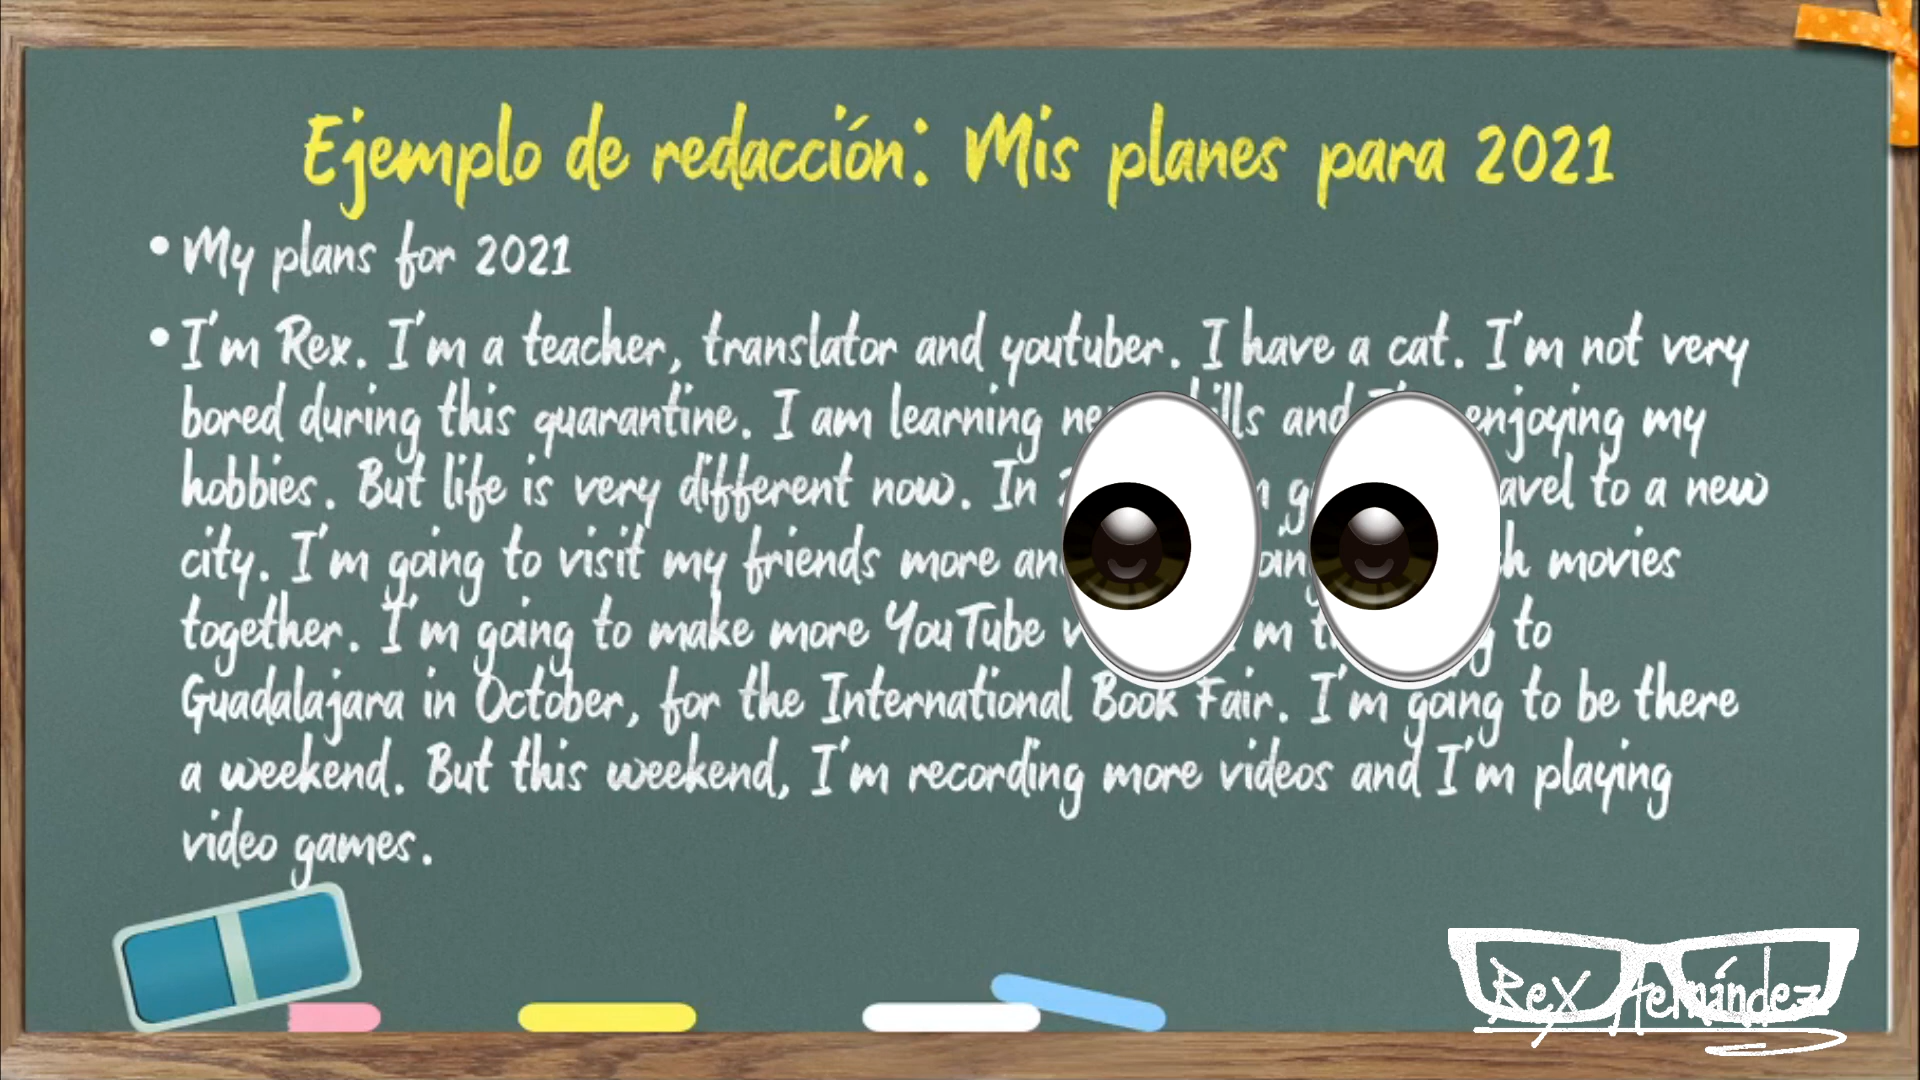 Ejemplo de redacción: Mis planes para 2021
• My plans for 2021
• I'm Rex. I'm a teacher, translator and youtuber. I have a cat. I'm not very
bored during this quarantine. I am learning and enjoying my
hobbies. But life is very different now. In to a new
city. I'm going to visit my friends more movies
together. I'm going to make more YouTube to
Guadalajara in October, for the International Book Fair. I'm going to be there
a weekend. But this weekend, I'm recording more videos and I'm playing
video games.
Rex Hernández